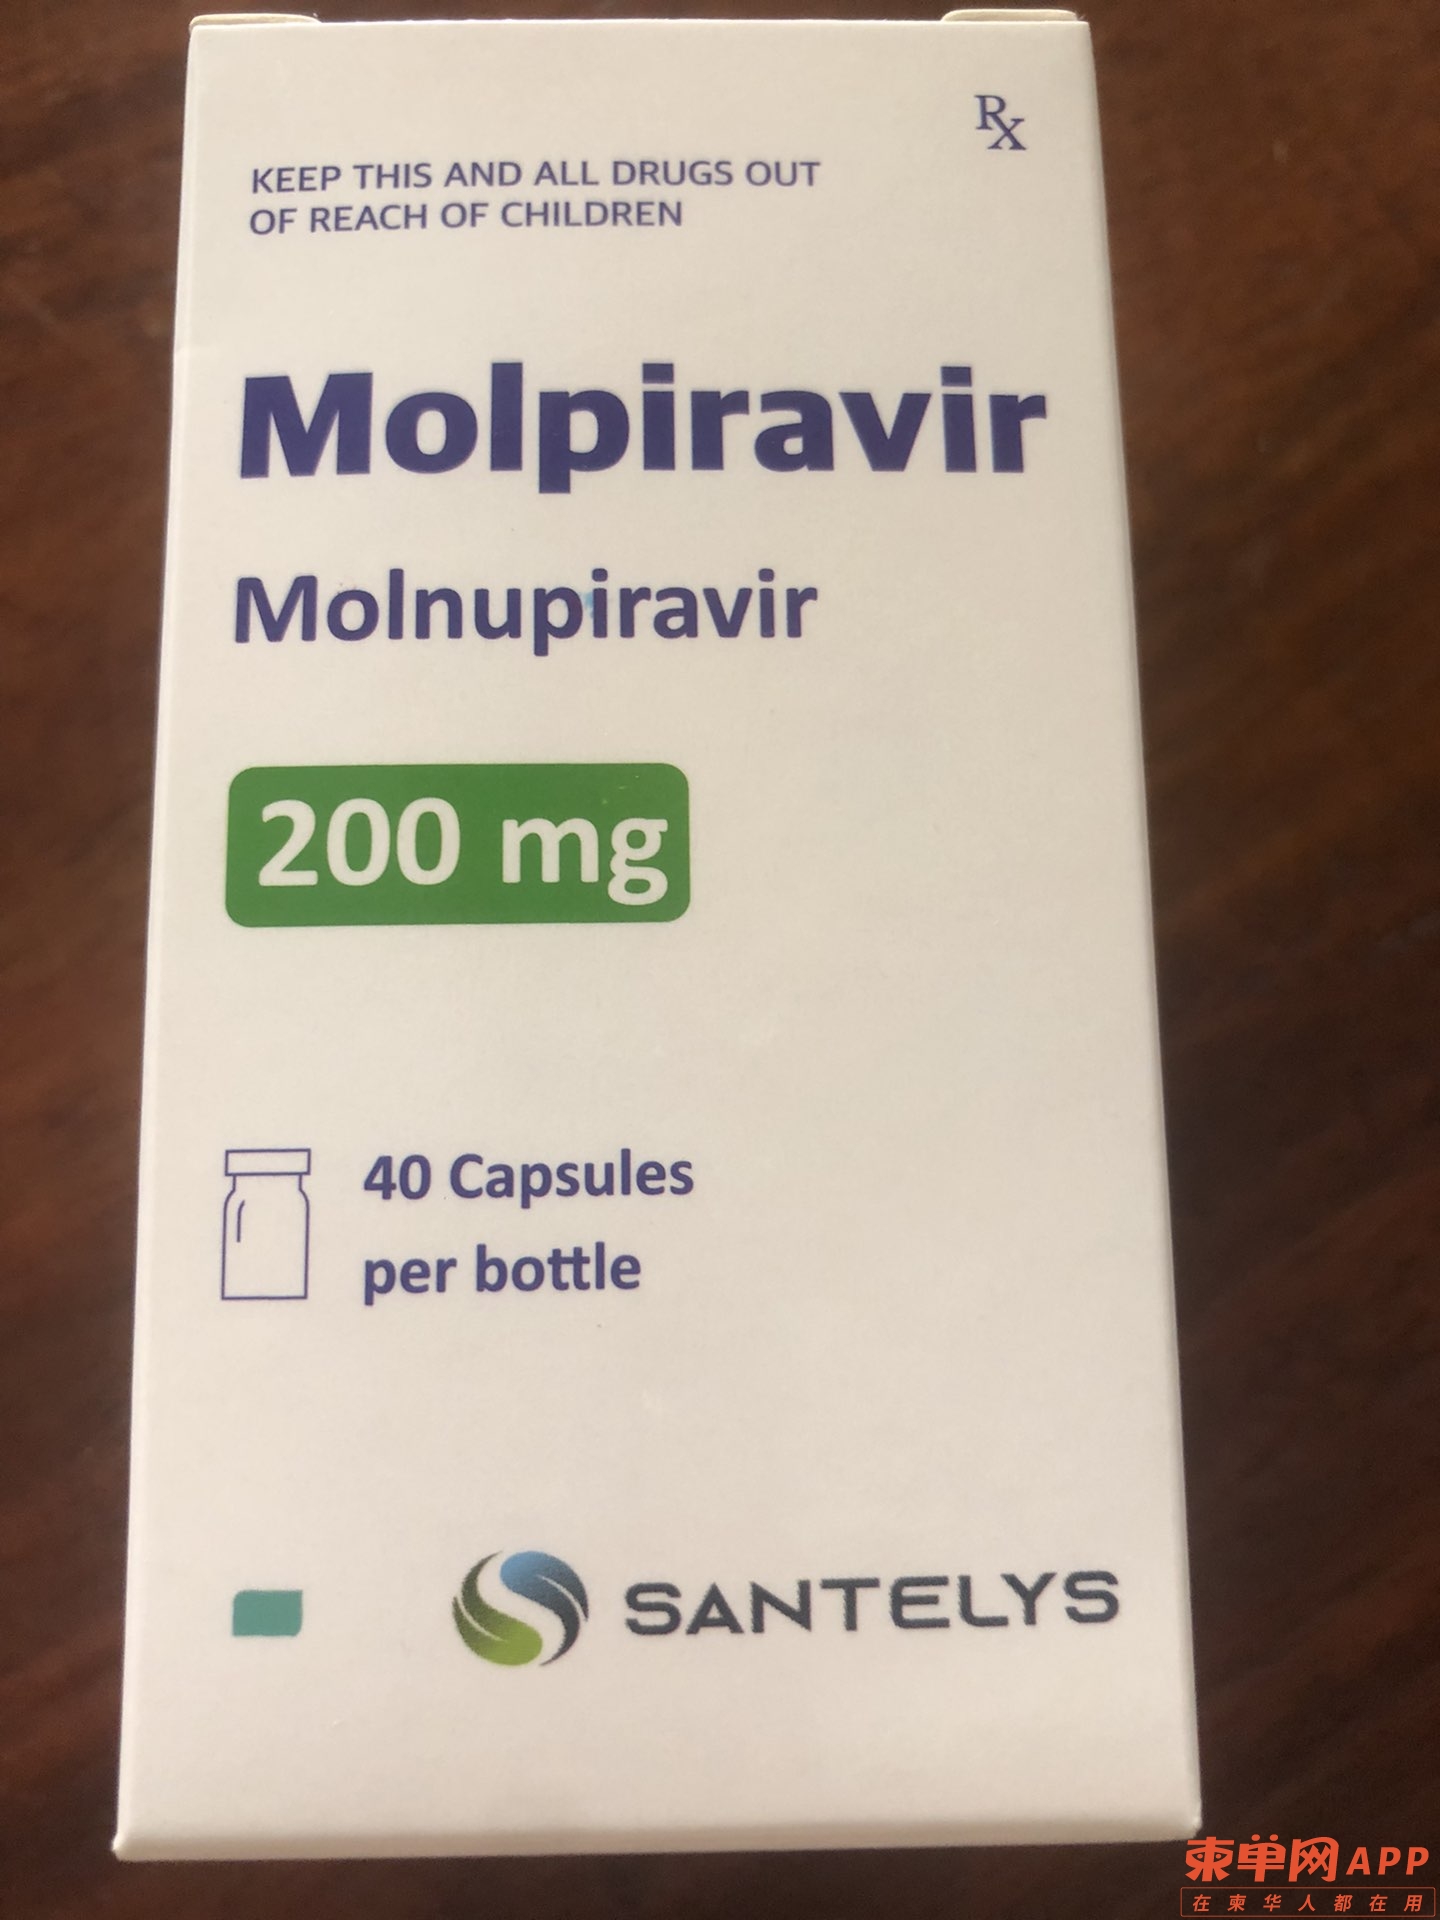 Rx
KEEP THIS AND ALL DRUGS OUT
OF REACH OF CHILDREN
Molpiravir
Molnupiravir
200 mg
40 Capsules
per bottle
SANTELYS
柬单网APP
在柬华人都在用